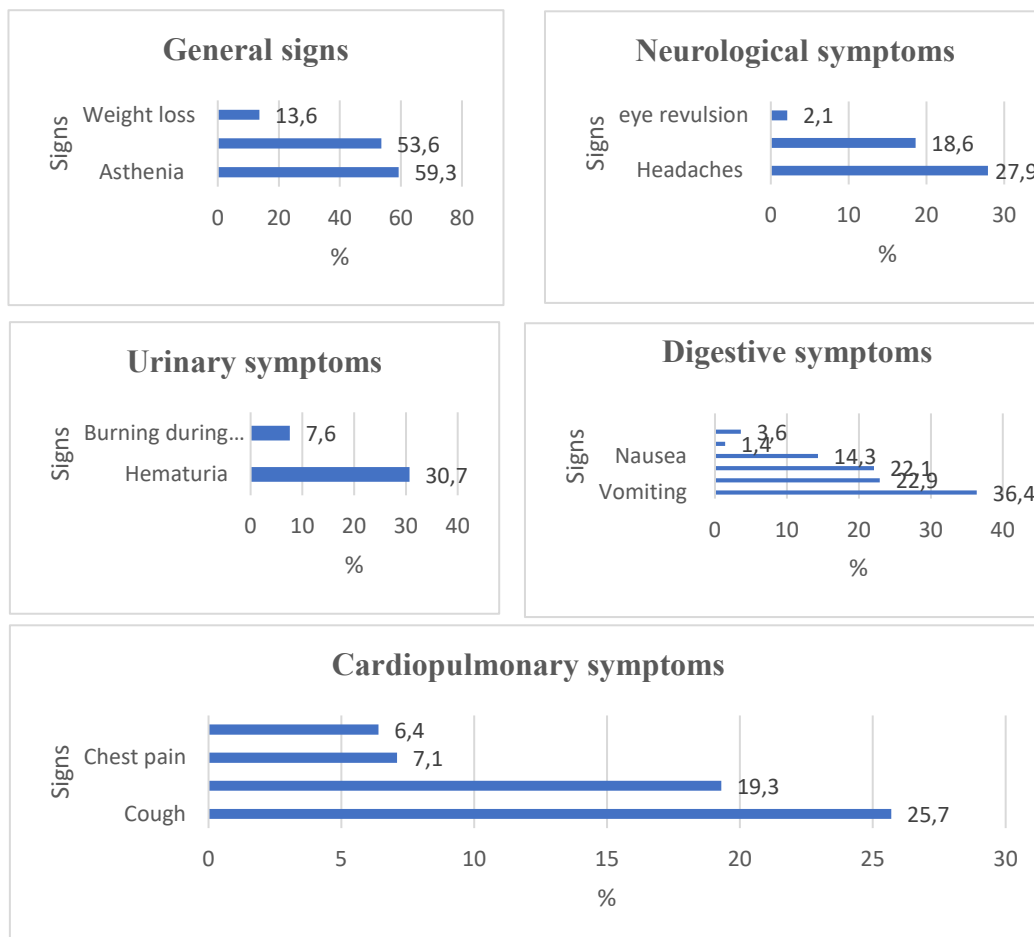 General signs
Signs
Weight loss
13,6
53,6
Asthenia
59,3
0 20 40 60 80
%
Neurological symptoms
Signs
eye revulsion
2,1
18,6
Headaches
27,9
0 10 20 30
%
Urinary symptoms
Signs
Burning during...
7,6
Hematuria
30,7
0 10 20 30 40
%
Digestive symptoms
Signs
3,6
1,4
Nausea
14,3
22,1
22,9
Vomiting
36,4
0 10 20 30 40
%
Cardiopulmonary symptoms
Signs
6,4
Chest pain
7,1
19,3
Cough
25,7
0 5 10 15 20 25 30
%